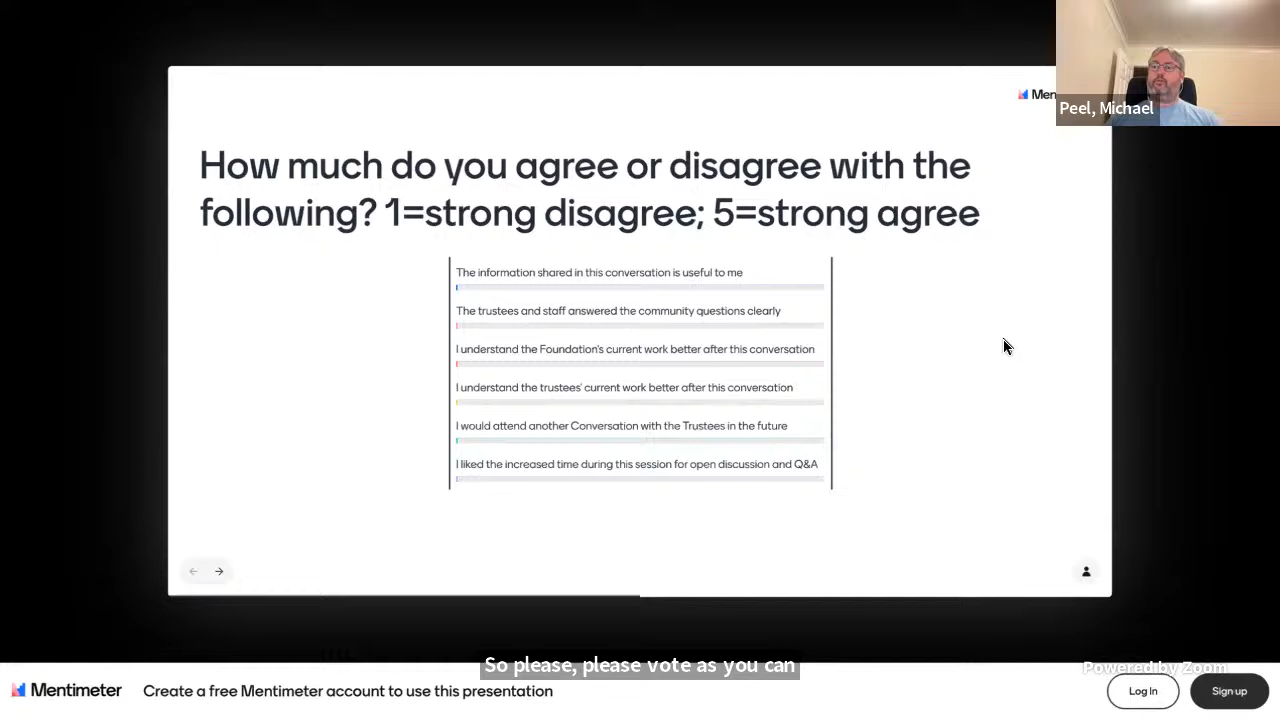 Peel, Michael
How much do you agree or disagree with the
following? 1=strong disagree; 5=strong agree
The information shared in this conversation is useful to me
The trustees and staff answered the community questions clearly
I understand the Foundation's current work better after this conversation
I understand the trustees' current work better after this conversation
I would attend another Conversation with the Trustees in the future
I liked the increased time during this session for open discussion and Q&A
So please, please vote as you can
Powered by Zoom
Mentimeter
Create a free Mentimeter account to use this presentation
Log In
Sign up